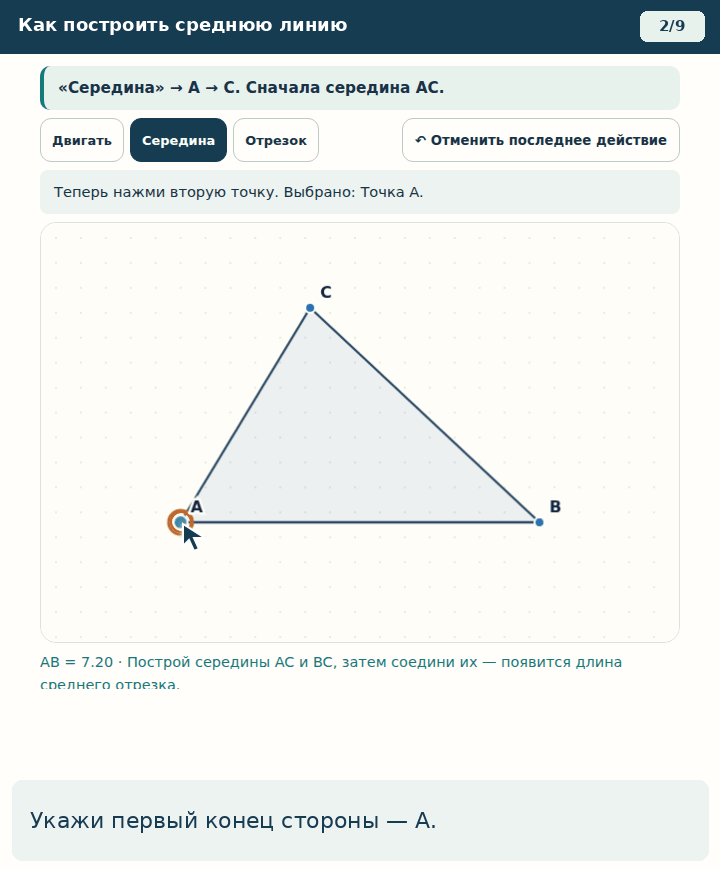 Как построить среднюю линию
2/9
«Середина» → A → C. Сначала середина AC.
Двигать
Середина
Отрезок
↶ Отменить последнее действие
Теперь нажми вторую точку. Выбрано: Точка A.
C
A
B
AB = 7.20 · Построй середины AC и BC, затем соедини их — появится длина
среднего отрезка.
Укажи первый конец стороны — A.